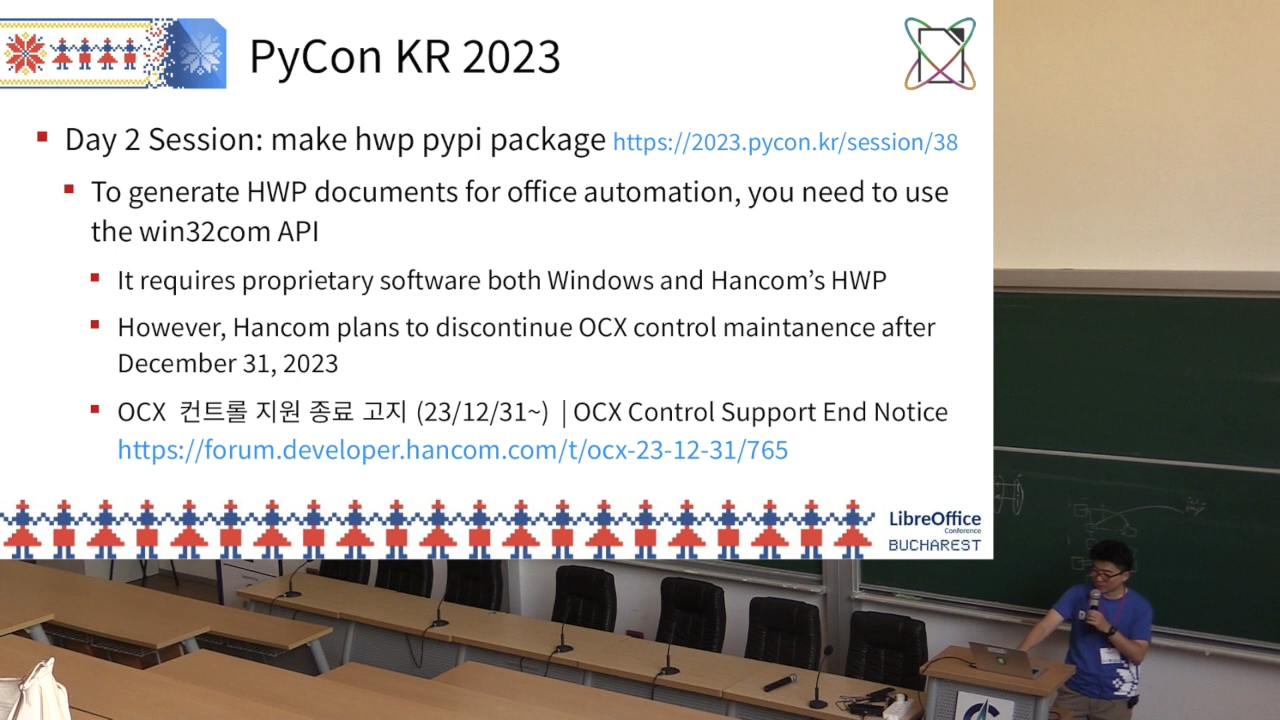 PyCon KR 2023
Day 2 Session: make hwp pypi package https://2023.pycon.kr/session/38
To generate HWP documents for office automation, you need to use
the win32com API
It requires proprietary software both Windows and Hancom’s HWP
However, Hancom plans to discontinue OCX control maintanence after
December 31, 2023
OCX 컨트롤 지원 종료 고지 (23/12/31~) | OCX Control Support End Notice
https://forum.developer.hancom.com/t/ocx-23-12-31/765
LibreOffice
Conference
BUCHAREST